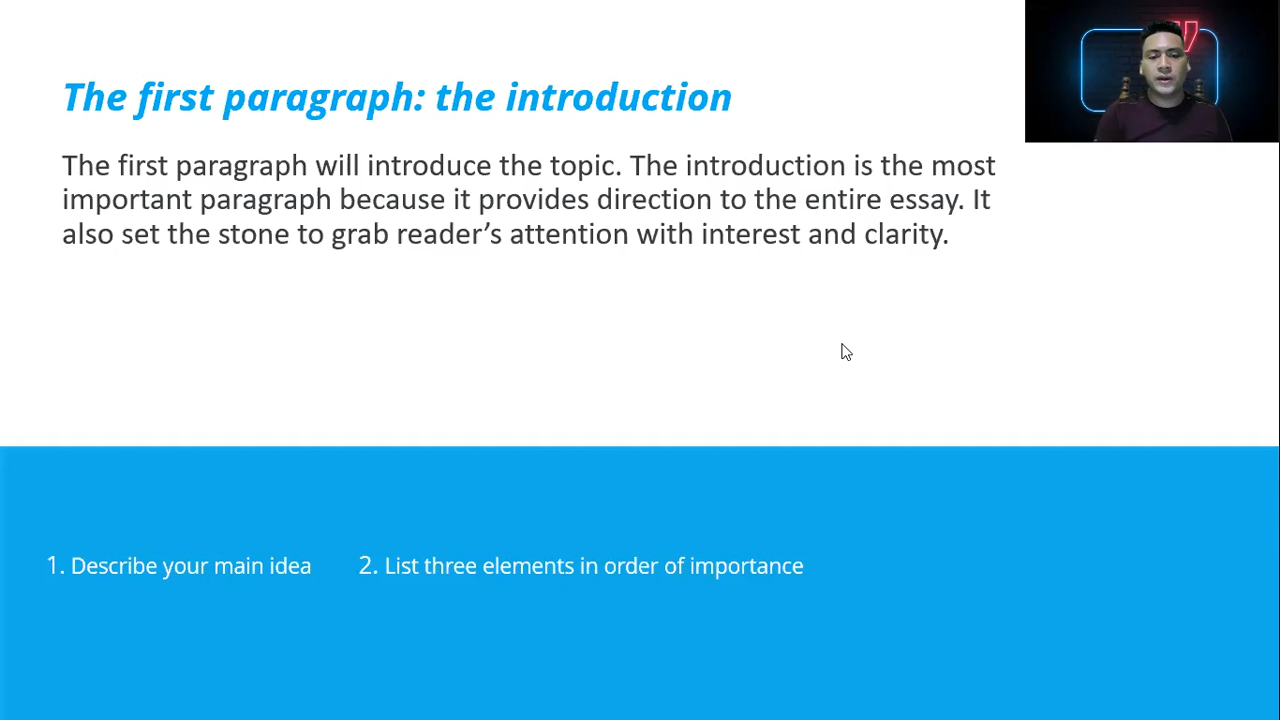 The first paragraph: the introduction
The first paragraph will introduce the topic. The introduction is the most
important paragraph because it provides direction to the entire essay. It
also set the stone to grab reader’s attention with interest and clarity.
1. Describe your main idea
2. List three elements in order of importance